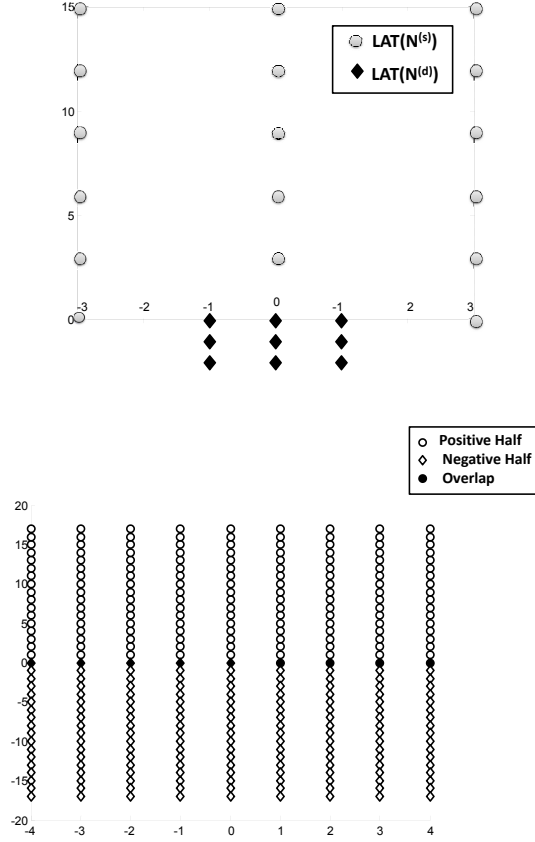 15
LAT(N(s))
LAT(N(d))
10
5
-3 -2 -1 0 -1 2 3
0
Positive Half
Negative Half
Overlap
20
15
10
5
0
-5
-10
-15
-20
-4 -3 -2 -1 0 1 2 3 4